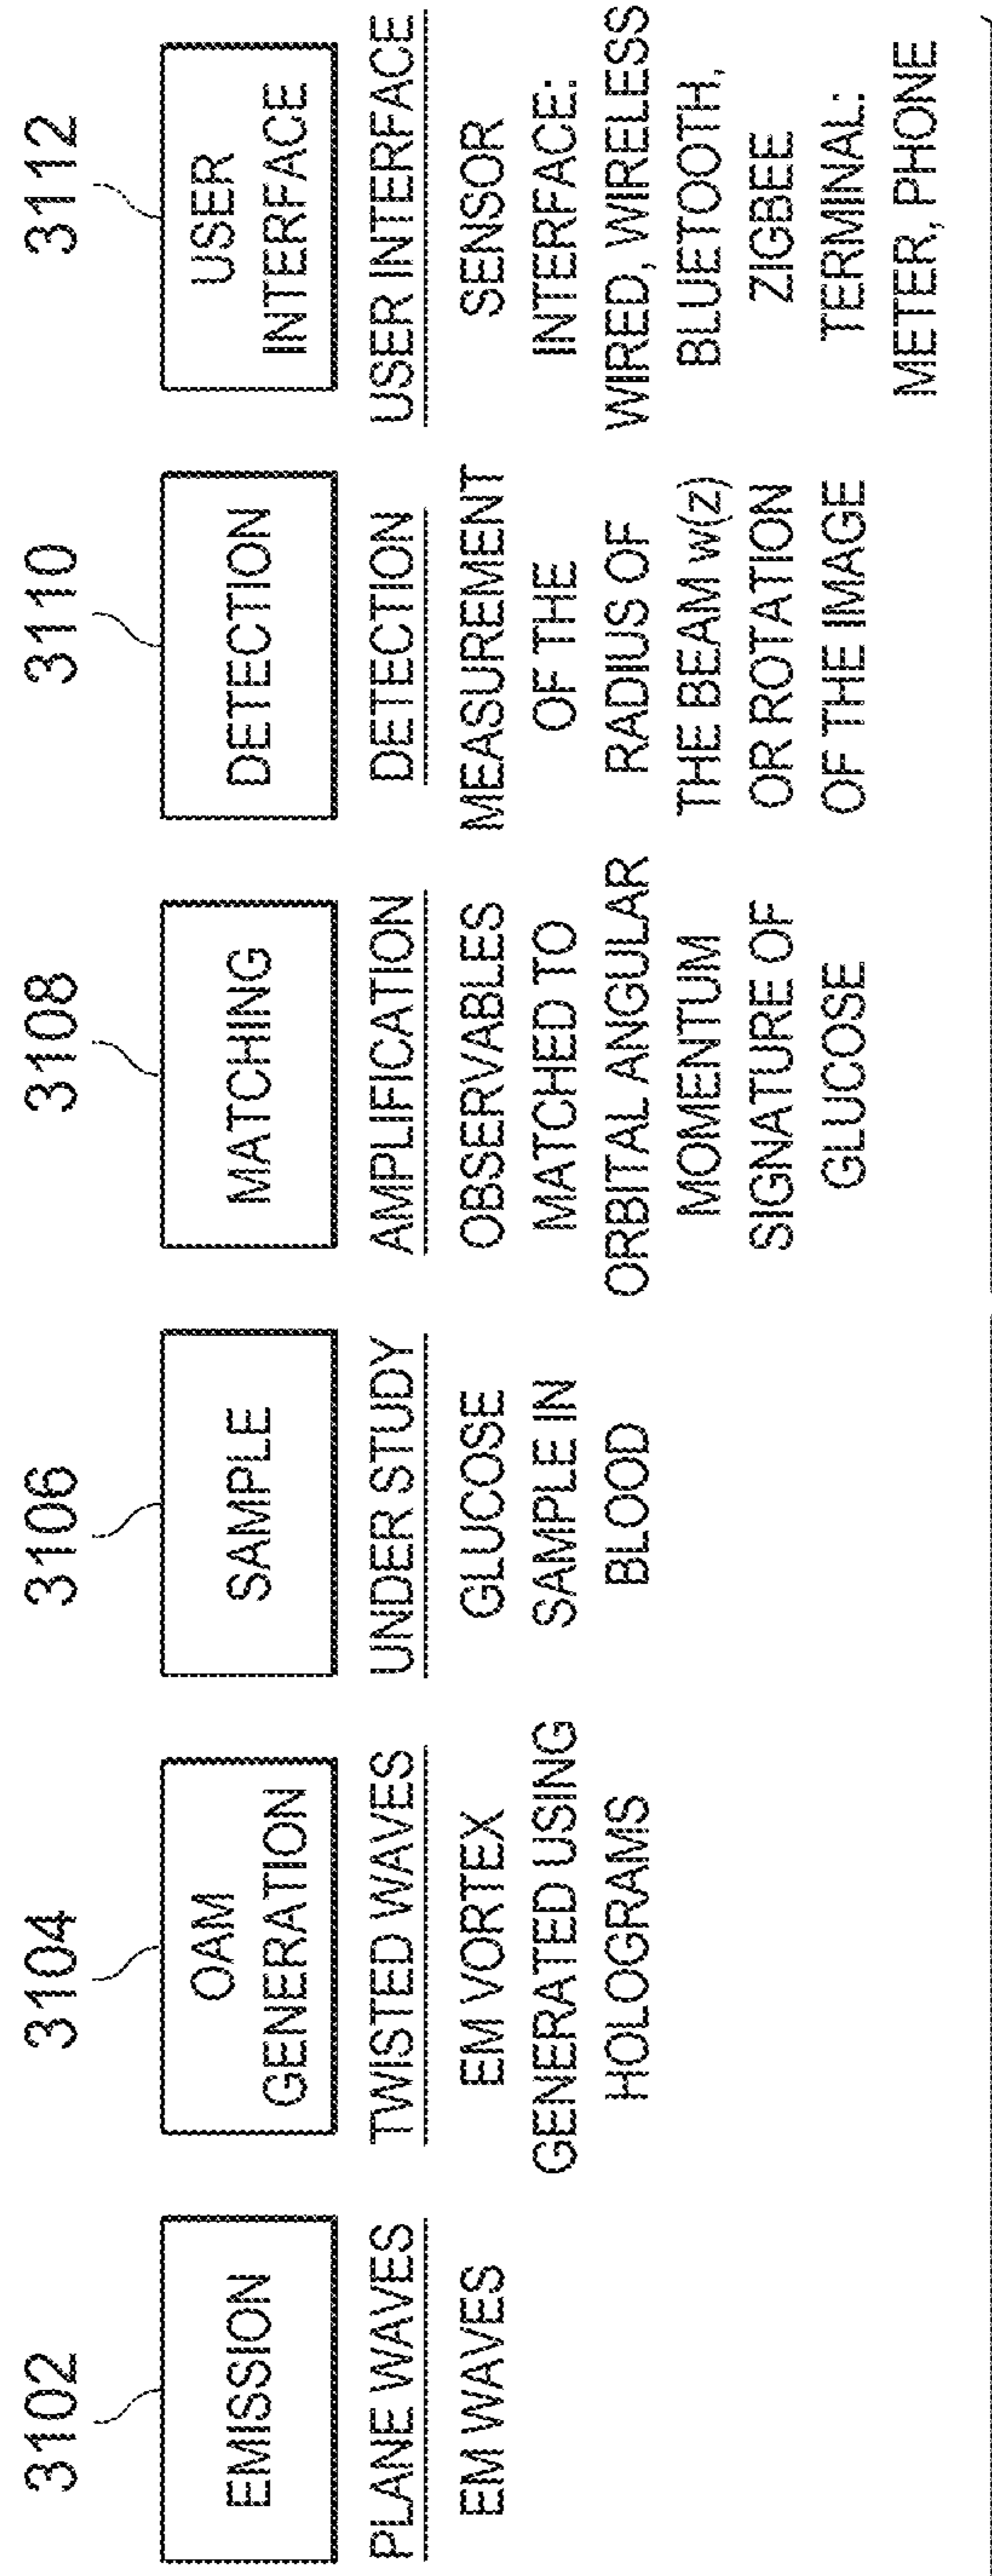 3102
EMISSION
PLANE WAVES
EM WAVES
3104
OAM
GENERATION
TWISTED WAVES
EM VORTEX
GENERATED USING
HOLOGRAMS
3106
SAMPLE
UNDER STUDY
GLUCOSE
SAMPLE IN
BLOOD
3108
MATCHING
AMPLIFICATION
OBSERVABLES
MATCHED TO
ORBITAL ANGULAR
MOMENTUM
SIGNATURE OF
GLUCOSE
3110
DETECTION
DETECTION
MEASUREMENT
OF THE
RADIUS OF
THE BEAM w(z)
OR ROTATION
OF THE IMAGE
3112
USER
INTERFACE
USER INTERFACE
SENSOR
INTERFACE:
WIRED, WIRELESS
BLUETOOTH,
ZIGBEE
TERMINAL:
METER, PHONE